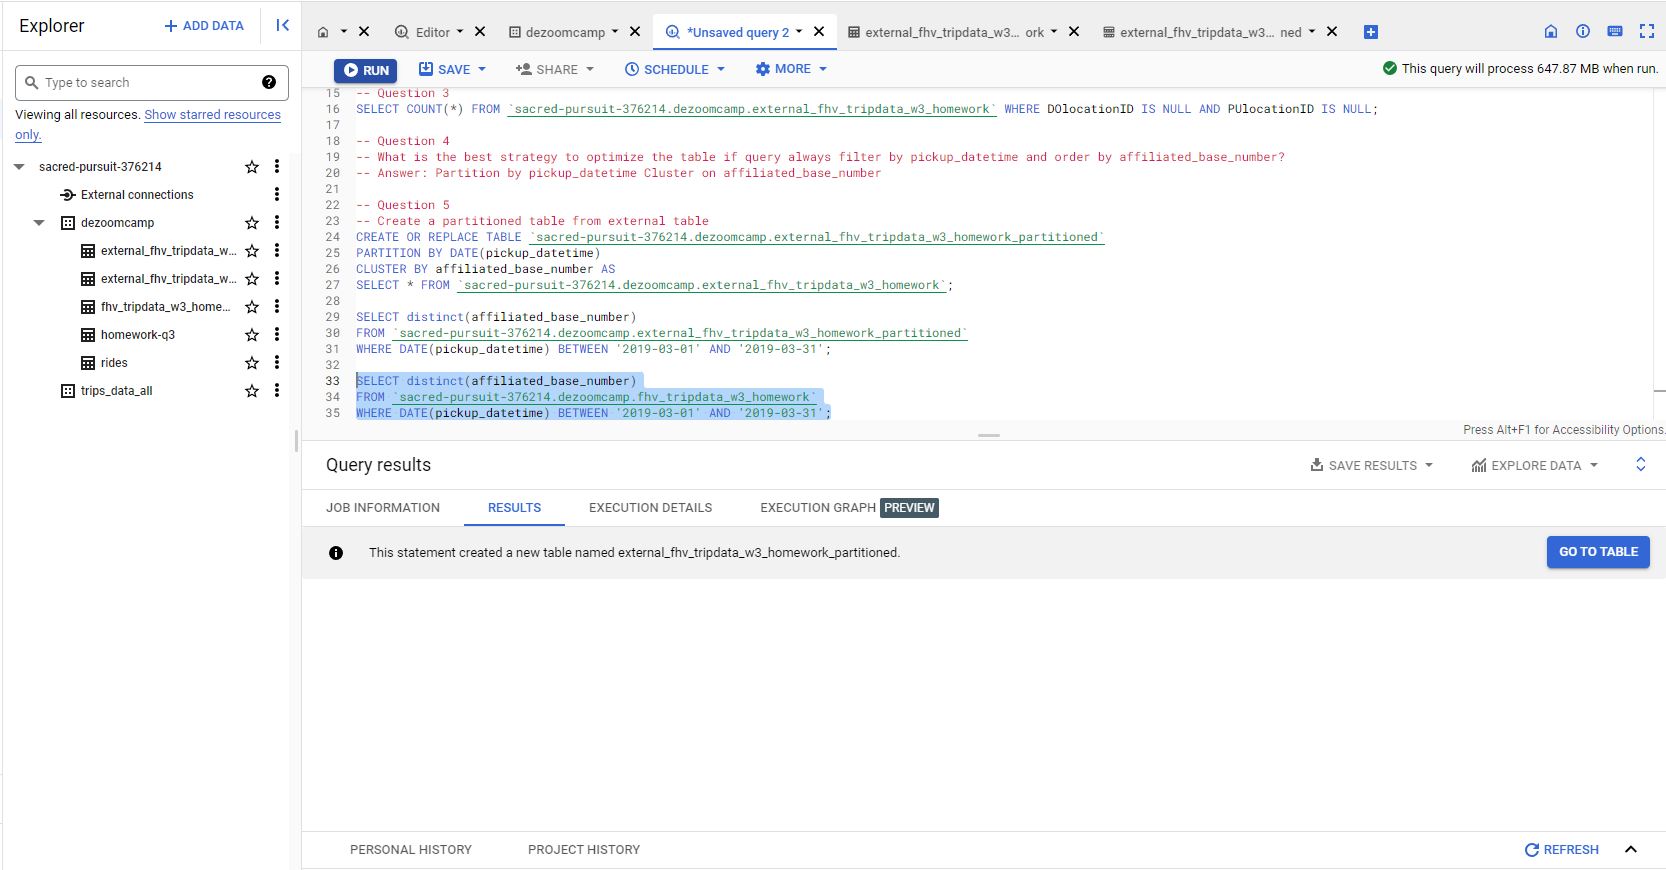 Explorer
+ ADD DATA
Type to search
Viewing all resources. Show starred resources
only.
sacred-pursuit-376214
External connections
dezoomcamp
external_fhv_tripdata_w...
external_fhv_tripdata_w...
fhv_tripdata_w3_home...
homework-q3
rides
trips_data_all
Editor
dezoomcamp
*Unsaved query 2
external_fhv_tripdata_w3... ork
external_fhv_tripdata_w3... ned
RUN
SAVE
SHARE
SCHEDULE
MORE
This query will process 647.87 MB when run.
15 -- Question 3
16 SELECT COUNT(*) FROM `sacred-pursuit-376214.dezoomcamp.external_fhv_tripdata_w3_homework` WHERE DOlocationID IS NULL AND PUlocationID IS NULL;
17
18 -- Question 4
19 -- What is the best strategy to optimize the table if query always filter by pickup_datetime and order by affiliated_base_number?
20 -- Answer: Partition by pickup_datetime Cluster on affiliated_base_number
21
22 -- Question 5
23 -- Create a partitioned table from external table
24 CREATE OR REPLACE TABLE `sacred-pursuit-376214.dezoomcamp.external_fhv_tripdata_w3_homework_partitioned`
25 PARTITION BY DATE(pickup_datetime)
26 CLUSTER BY affiliated_base_number AS
27 SELECT * FROM `sacred-pursuit-376214.dezoomcamp.external_fhv_tripdata_w3_homework`;
28
29 SELECT distinct(affiliated_base_number)
30 FROM `sacred-pursuit-376214.dezoomcamp.external_fhv_tripdata_w3_homework_partitioned`
31 WHERE DATE(pickup_datetime) BETWEEN '2019-03-01' AND '2019-03-31';
32
33 SELECT distinct(affiliated_base_number)
34 FROM `sacred-pursuit-376214.dezoomcamp.fhv_tripdata_w3_homework`
35 WHERE DATE(pickup_datetime) BETWEEN '2019-03-01' AND '2019-03-31';
Press Alt+F1 for Accessibility Options.
Query results
SAVE RESULTS
EXPLORE DATA
JOB INFORMATION
RESULTS
EXECUTION DETAILS
EXECUTION GRAPH PREVIEW
This statement created a new table named external_fhv_tripdata_w3_homework_partitioned.
GO TO TABLE
PERSONAL HISTORY
PROJECT HISTORY
REFRESH